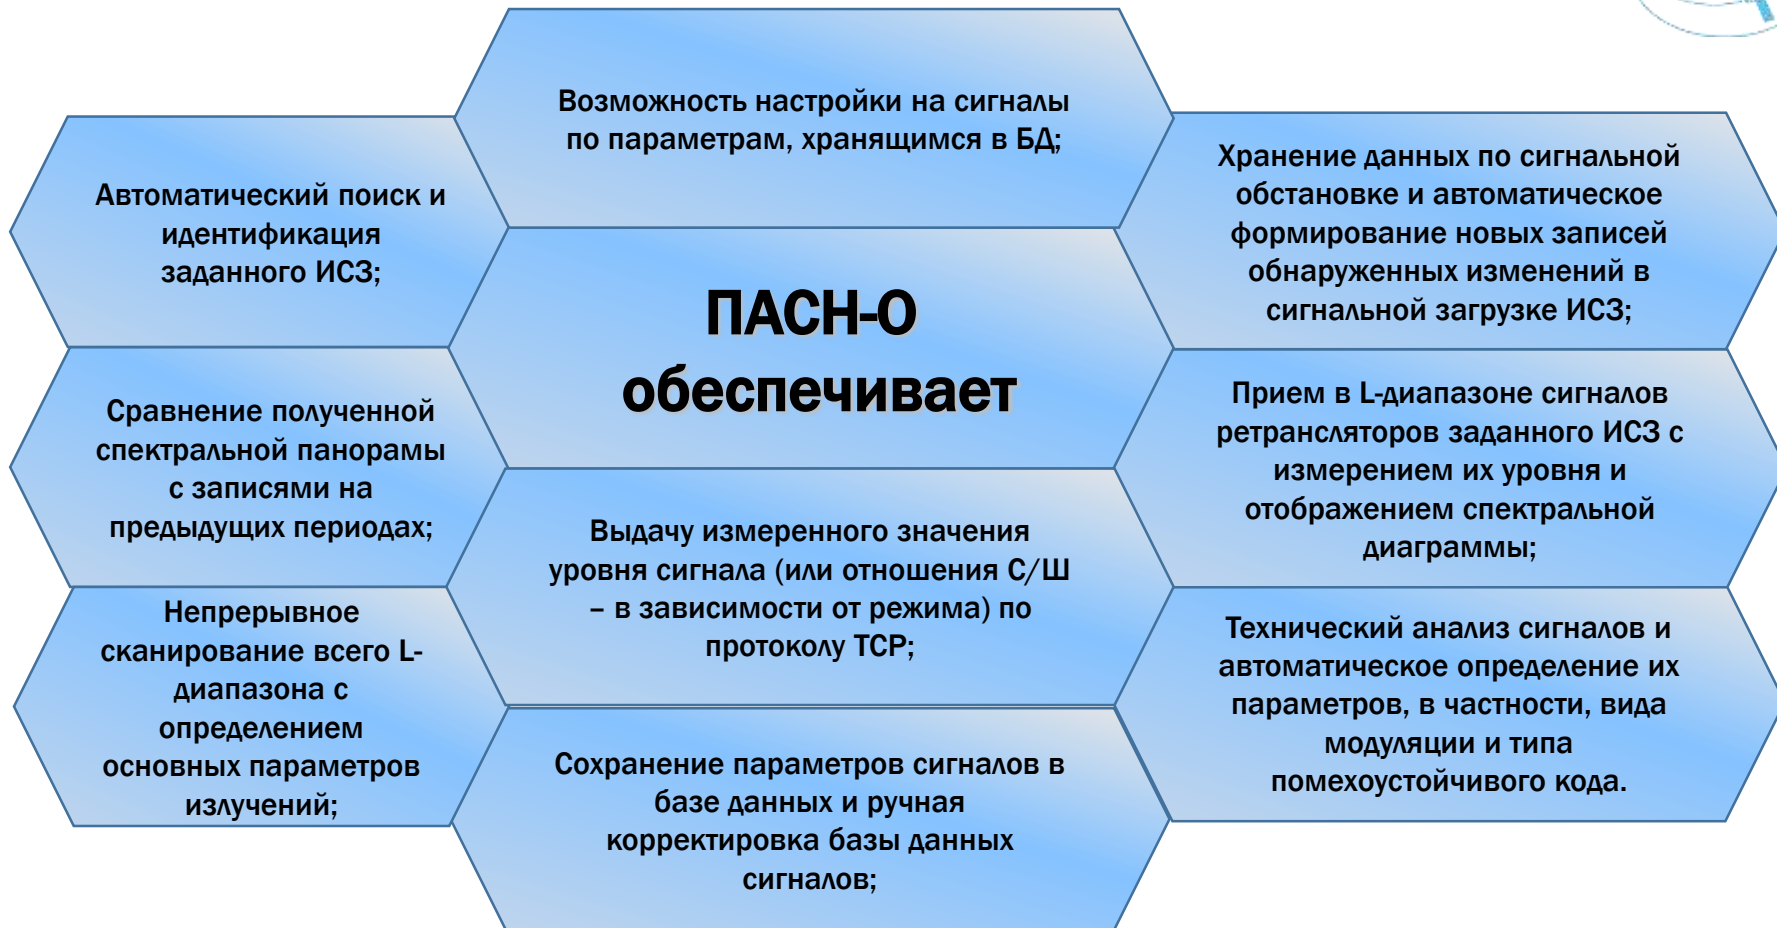 Возможность настройки на сигналы
по параметрам, хранящимся в БД;
Автоматический поиск и
идентификация
заданного ИСЗ;
Хранение данных по сигнальной
обстановке и автоматическое
формирование новых записей
обнаруженных изменений в
сигнальной загрузке ИСЗ;
ПАСН-О
обеспечивает
Сравнение полученной
спектральной панорамы
с записями на
предыдущих периодах;
Прием в L-диапазоне сигналов
ретрансляторов заданного ИСЗ с
измерением их уровня и
отображением спектральной
диаграммы;
Выдачу измеренного значения
уровня сигнала (или отношения С/Ш
– в зависимости от режима) по
протоколу TCP;
Непрерывное
сканирование всего L-
диапазона с
определением
основных параметров
излучений;
Технический анализ сигналов и
автоматическое определение их
параметров, в частности, вида
модуляции и типа
помехоустойчивого кода.
Сохранение параметров сигналов в
базе данных и ручная
корректировка базы данных
сигналов;